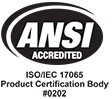 ANSI
ACCREDITED
ISO/IEC 17065
Product Certification Body
#0202